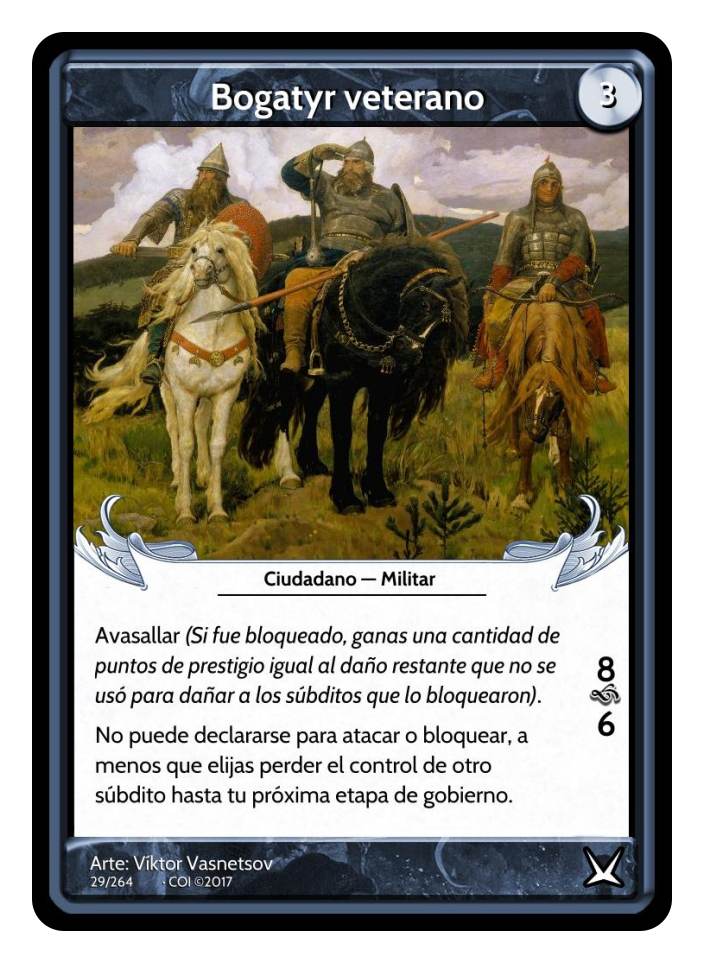 Bogatyr veterano
3
Ciudadano — Militar
Avasallar (Si fue bloqueado, ganas una cantidad de
puntos de prestigio igual al daño restante que no se
usó para dañar a los súbditos que lo bloquearon).
No puede declararse para atacar o bloquear, a
menos que elijas perder el control de otro
súbdito hasta tu próxima etapa de gobierno.
8
6
Arte: Víktor Vasnetsov
29/264 · COI ©2017